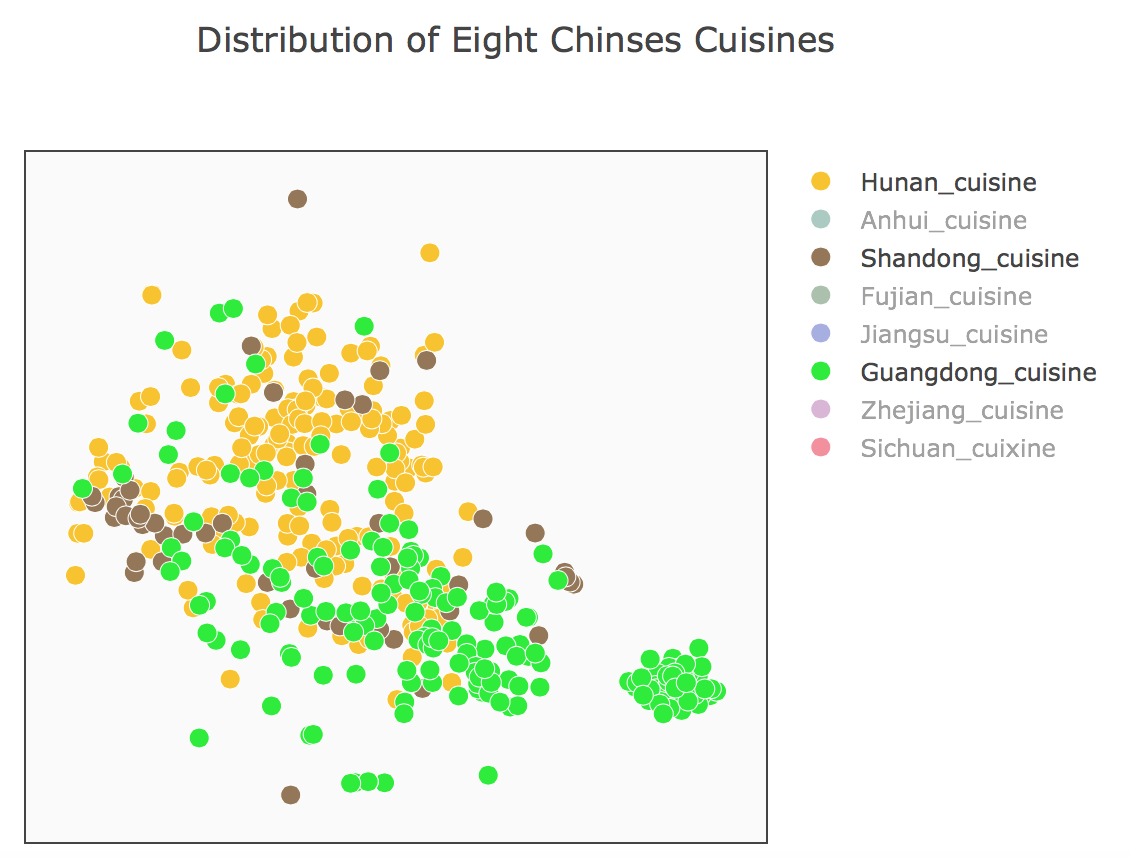 Distribution of Eight Chinses Cuisines
Hunan_cuisine
Anhui_cuisine
Shandong_cuisine
Fujian_cuisine
Jiangsu_cuisine
Guangdong_cuisine
Zhejiang_cuisine
Sichuan_cuixine